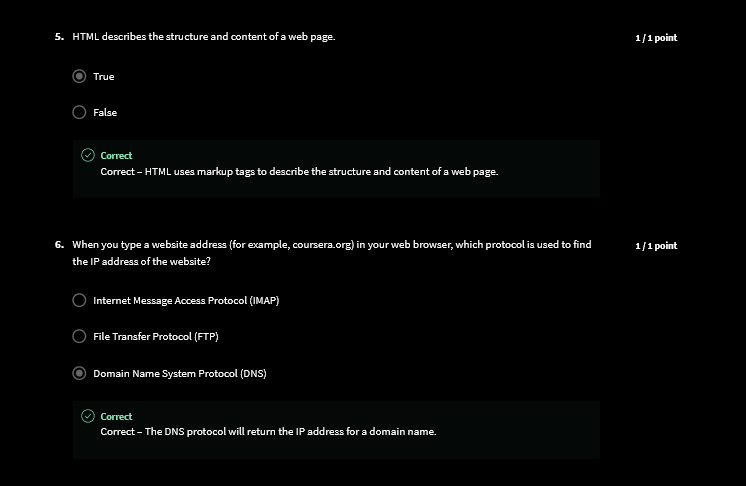 5. HTML describes the structure and content of a web page.
1 / 1 point
True
False
Correct
Correct – HTML uses markup tags to describe the structure and content of a web page.
6. When you type a website address (for example, coursera.org) in your web browser, which protocol is used to find
the IP address of the website?
1 / 1 point
Internet Message Access Protocol (IMAP)
File Transfer Protocol (FTP)
Domain Name System Protocol (DNS)
Correct
Correct – The DNS protocol will return the IP address for a domain name.